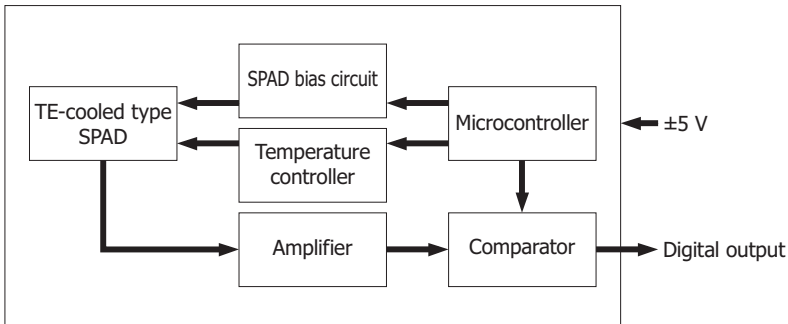 SPAD bias circuit
TE-cooled type
SPAD
Microcontroller
±5 V
Temperature
controller
Amplifier
Comparator
Digital output